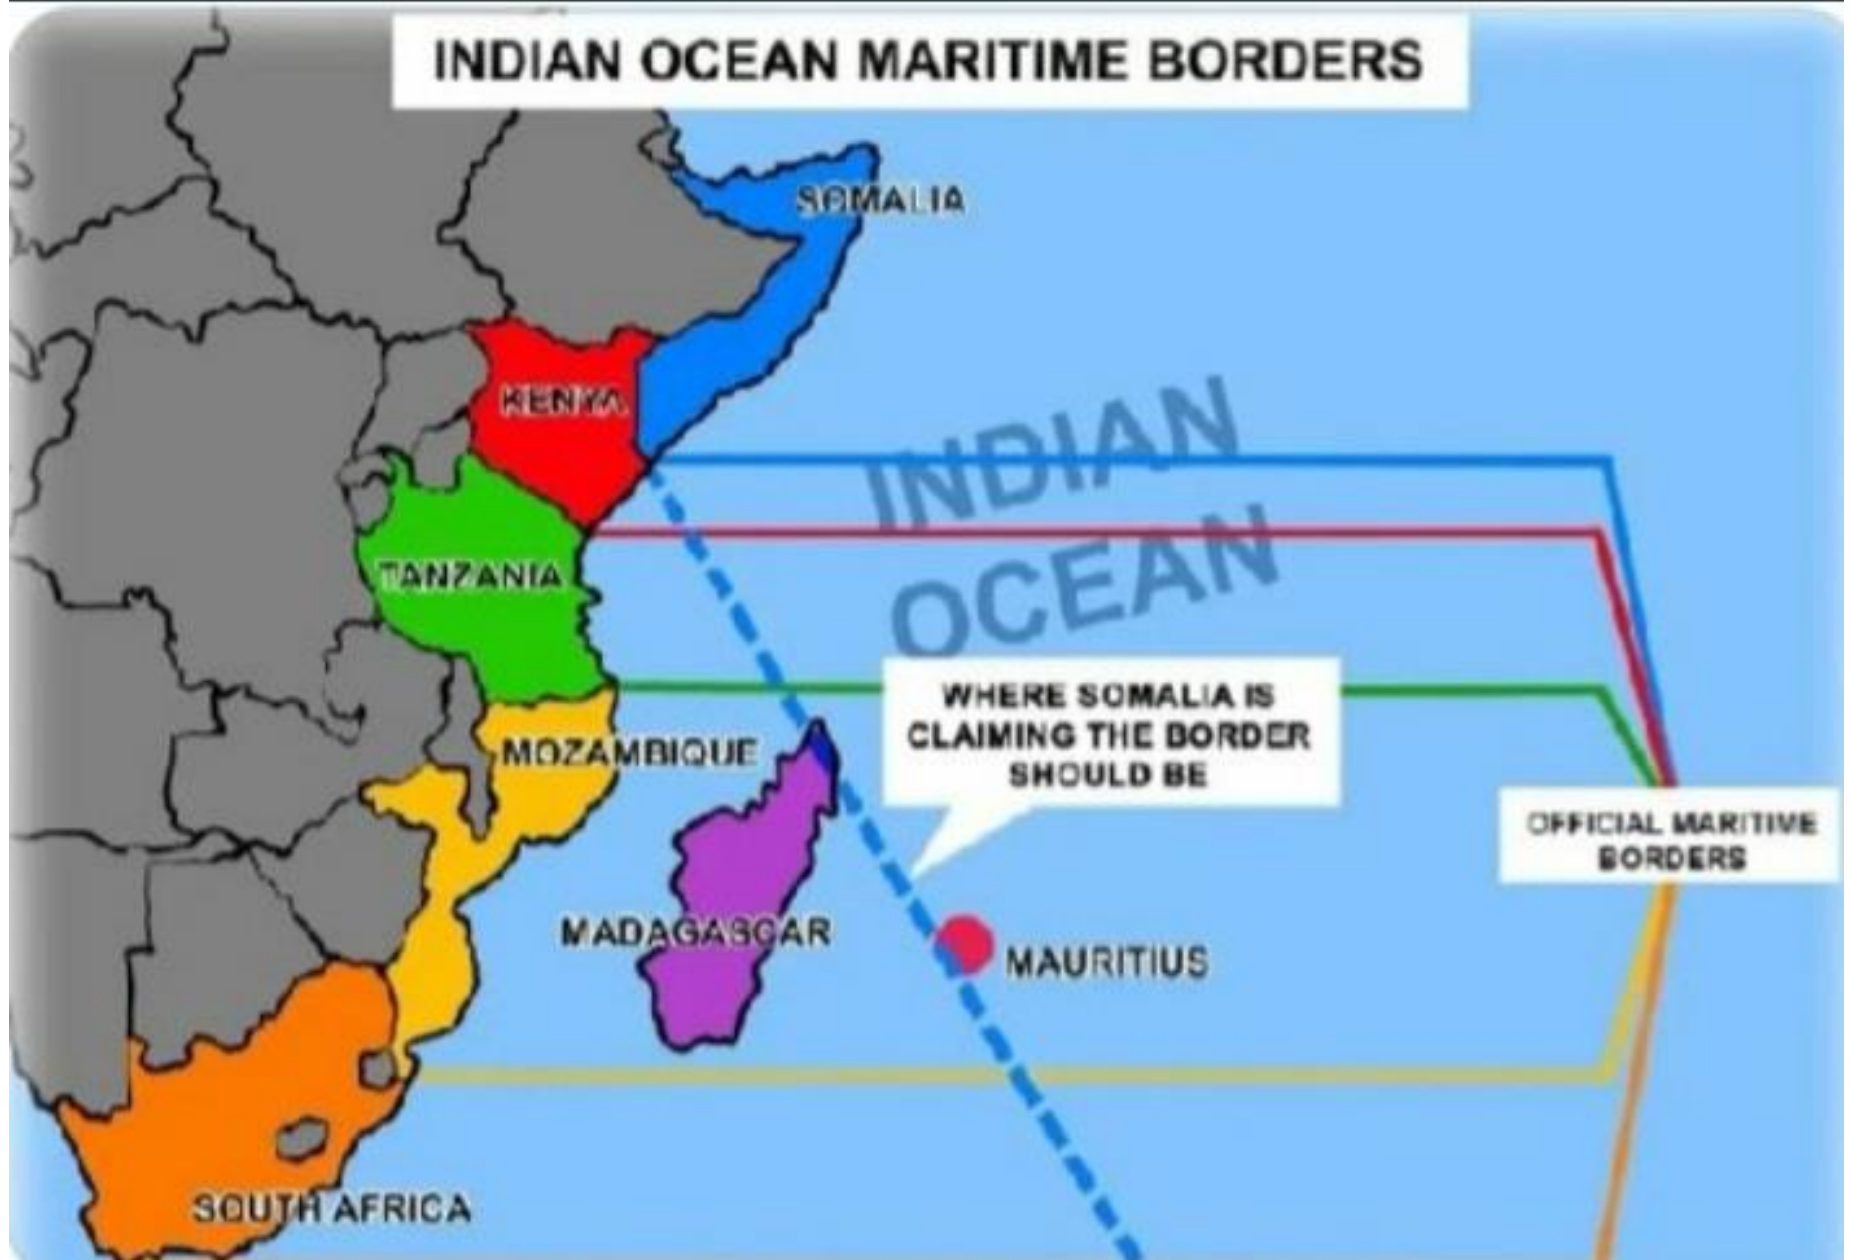 INDIAN OCEAN MARITIME BORDERS
SOMALIA
KENYA
INDIAN
OCEAN
TANZANIA
WHERE SOMALIA IS
CLAIMING THE BORDER
SHOULD BE
MOZAMBIQUE
OFFICIAL MARITIME
BORDERS
MADAGASCAR
MAURITIUS
SOUTH AFRICA